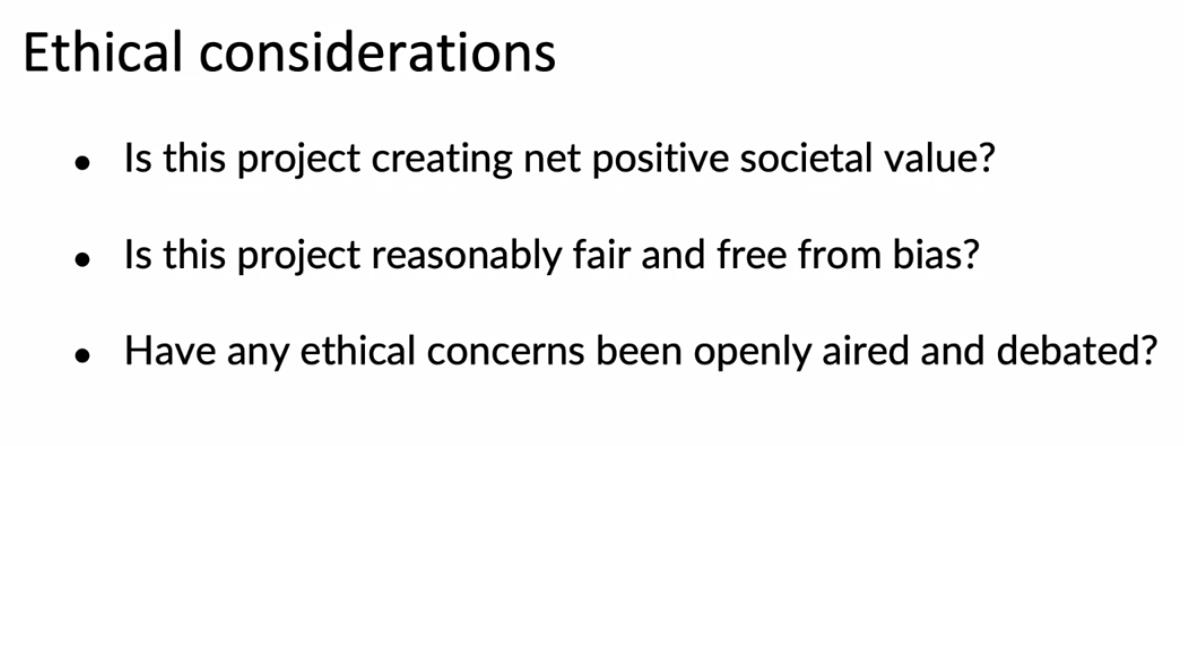 Ethical considerations
• Is this project creating net positive societal value?
• Is this project reasonably fair and free from bias?
• Have any ethical concerns been openly aired and debated?